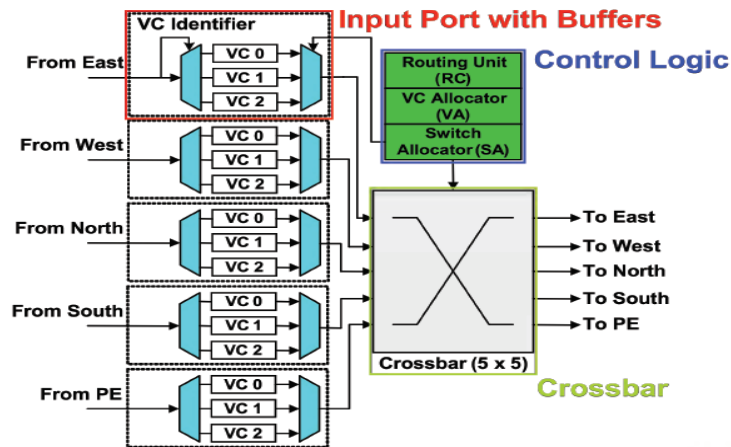 Input Port with Buffers
VC Identifier
From East
VC 0
VC 1
VC 2
Control Logic
Routing Unit
(RC)
VC Allocator
(VA)
Switch
Allocator (SA)
From West
VC 0
VC 1
VC 2
From North
VC 0
VC 1
VC 2
From South
VC 0
VC 1
VC 2
From PE
VC 0
VC 1
VC 2
To East
To West
To North
To South
To PE
Crossbar (5 x 5)
Crossbar